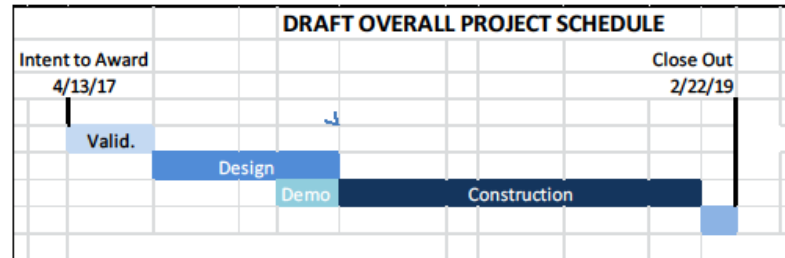 DRAFT OVERALL PROJECT SCHEDULE
Intent to Award
Close Out
4/13/17
2/22/19
Valid.
Design
Demo
Construction